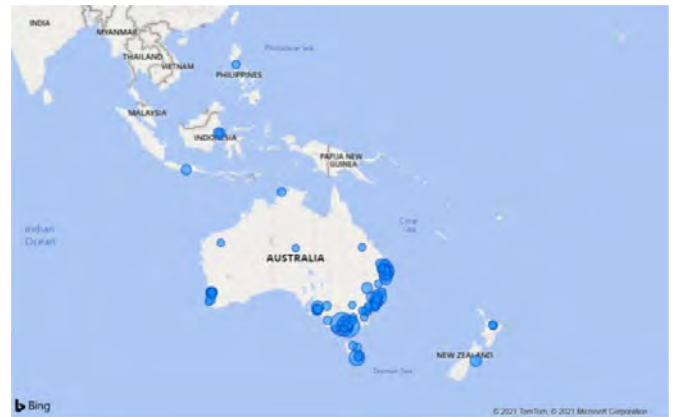 INDIA
MYANMAR
Philippine Sea
THAILAND
VIETNAM
PHILIPPINES
MALAYSIA
INDONESIA
PAPUA NEW
GUINEA
Coral
Sea
Indian
Ocean
AUSTRALIA
NEW ZEALAND
Tasman Sea
Bing
© 2021 TomTom, © 2021 Microsoft Corporation